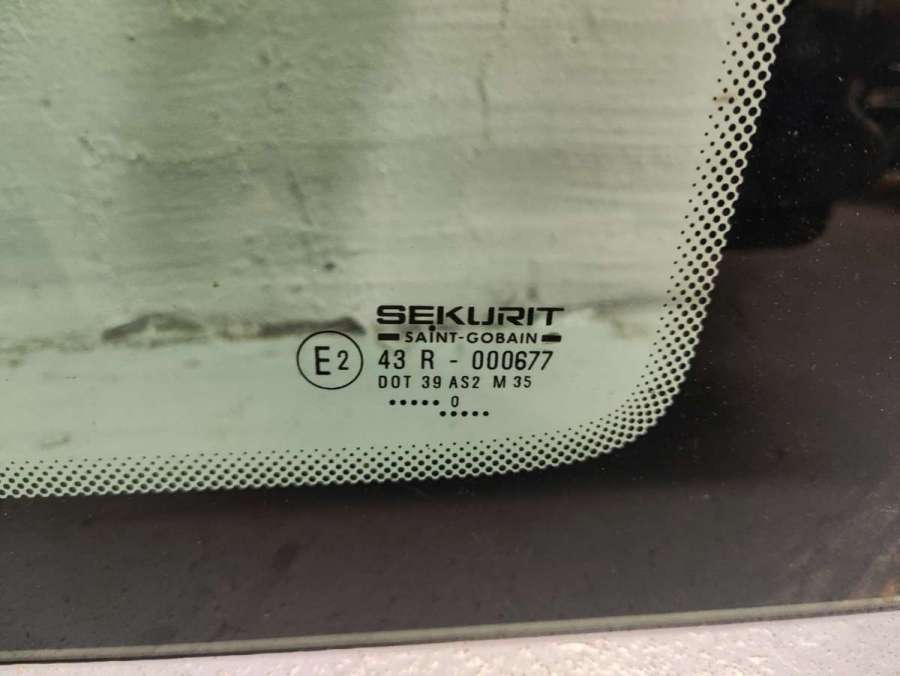 SEKURIT
SAINT-GOBAIN
E2
43 R - 000677
DOT 39 AS2 M 35
..... 0
.....